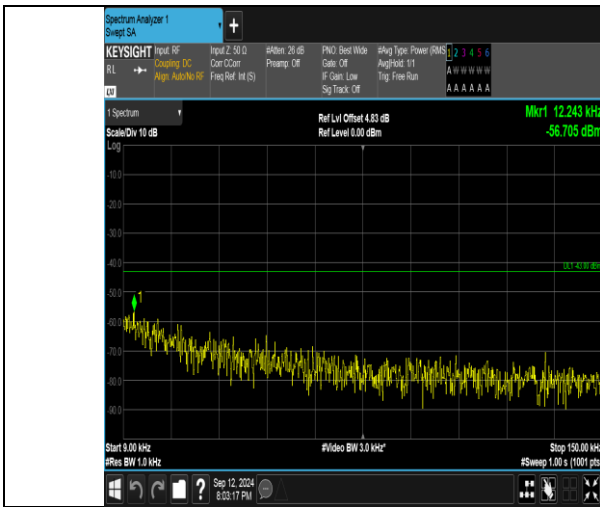 Spectrum Analyzer 1
Swept SA
KEYSIGHT Input: RF Input Z: 50 Ω #Atten: 26 dB PNO: Best Wide #Avg Type: Power (RMS 1 2 3 4 5 6
RL Coupling: DC Corr CCorr Preamp: Off Gate: Off Avg|Hold: 1/1 A W W W W W
Align: Auto/No RF Freq Ref: Int (S) IF Gain: Low Trig: Free Run
Sig Track: Off A A A A A A
LXI
1 Spectrum Ref Lvl Offset 4.83 dB Mkr1 12.243 kHz
Scale/Div 10 dB Ref Level 0.00 dBm -56.705 dBm
Log
-10.0
-20.0
-30.0
-40.0
DL1 -43.00 dBm
-50.0
1
-60.0
-70.0
-80.0
-90.0
Start 9.00 kHz #Video BW 3.0 kHz* Stop 150.00 kHz
#Res BW 1.0 kHz #Sweep 1.00 s (1001 pts
? Sep 12, 2024
8:03:17 PM